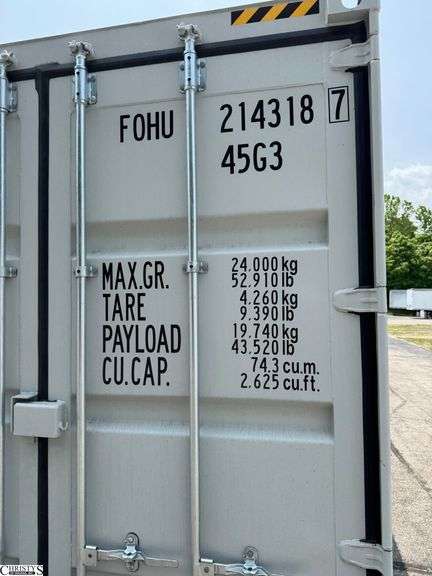 FOHU 214318 7
45G3
MAX.GR. 24.000 kg
52.910 lb
TARE 4.260 kg
9.390 lb
PAYLOAD 19.740 kg
43.520 lb
CU.CAP. 74.3 cu.m.
2.625 cu.ft.
CHRISTY'S